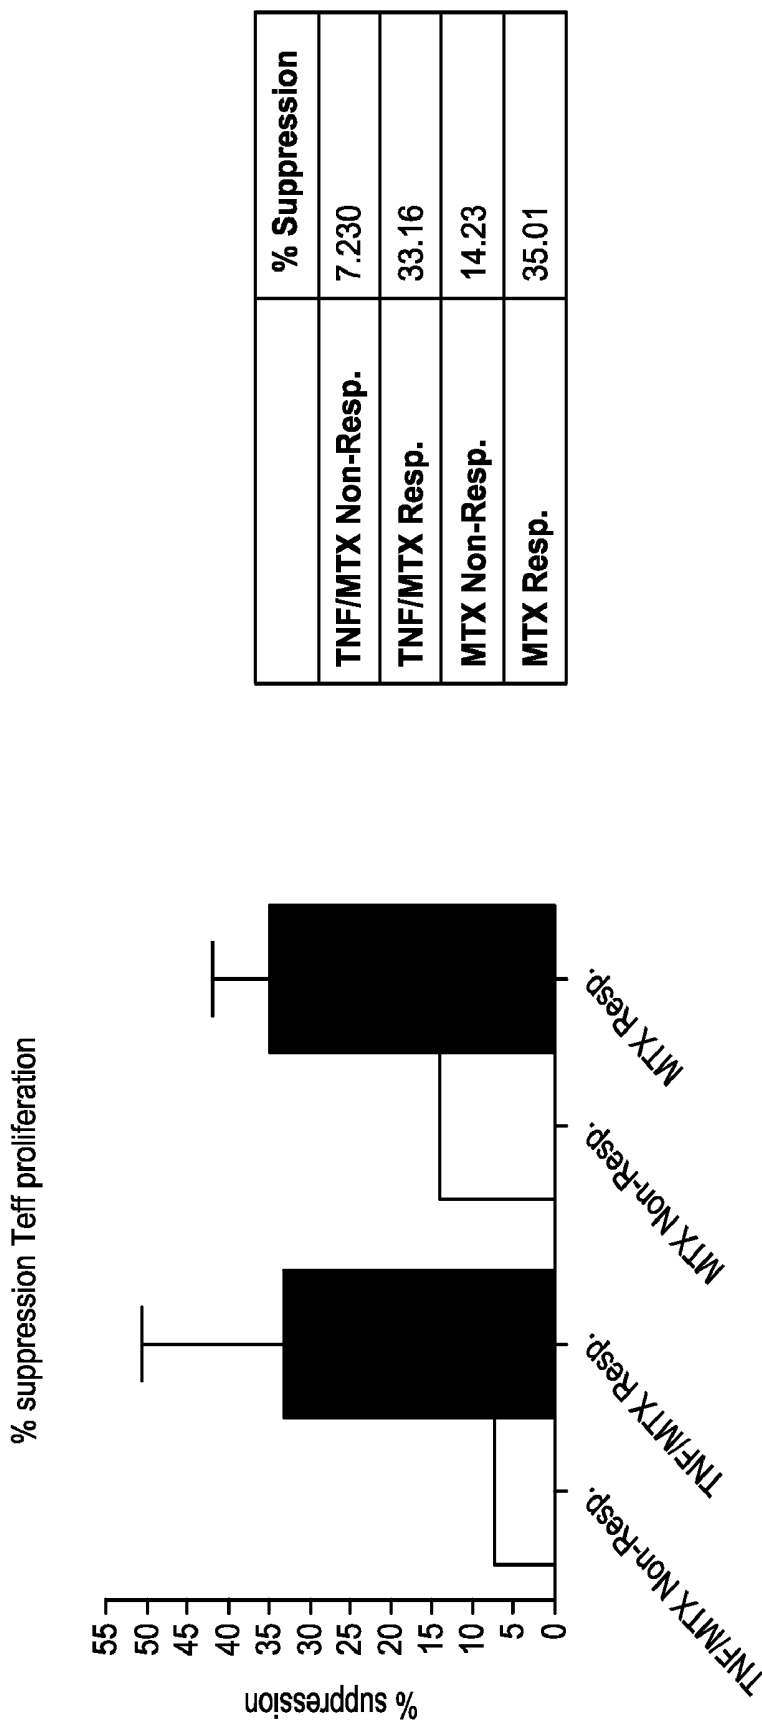 % suppression Teff proliferation
% suppression
55
50
45
40
35
30
25
20
15
10
5
0
TNF/MTX Non-Resp.
TNF/MTX Resp.
MTX Non-Resp.
MTX Resp.
% Suppression
TNF/MTX Non-Resp. 7.230
TNF/MTX Resp. 33.16
MTX Non-Resp. 14.23
MTX Resp. 35.01